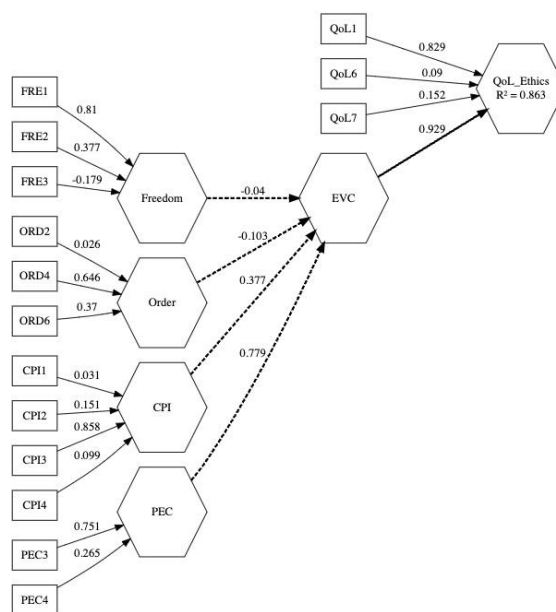 QoL1
0.829
QoL6
0.09
QoL7
0.152
QoL_Ethics
R² = 0.863
0.929
FRE1
0.81
FRE2
0.377
FRE3
-0.179
Freedom
-0.04
EVC
ORD2
0.026
ORD4
0.646
ORD6
0.37
Order
-0.103
0.377
CPI1
0.031
CPI2
0.151
CPI3
0.858
CPI4
0.099
CPI
0.779
PEC3
0.751
PEC4
0.265
PEC